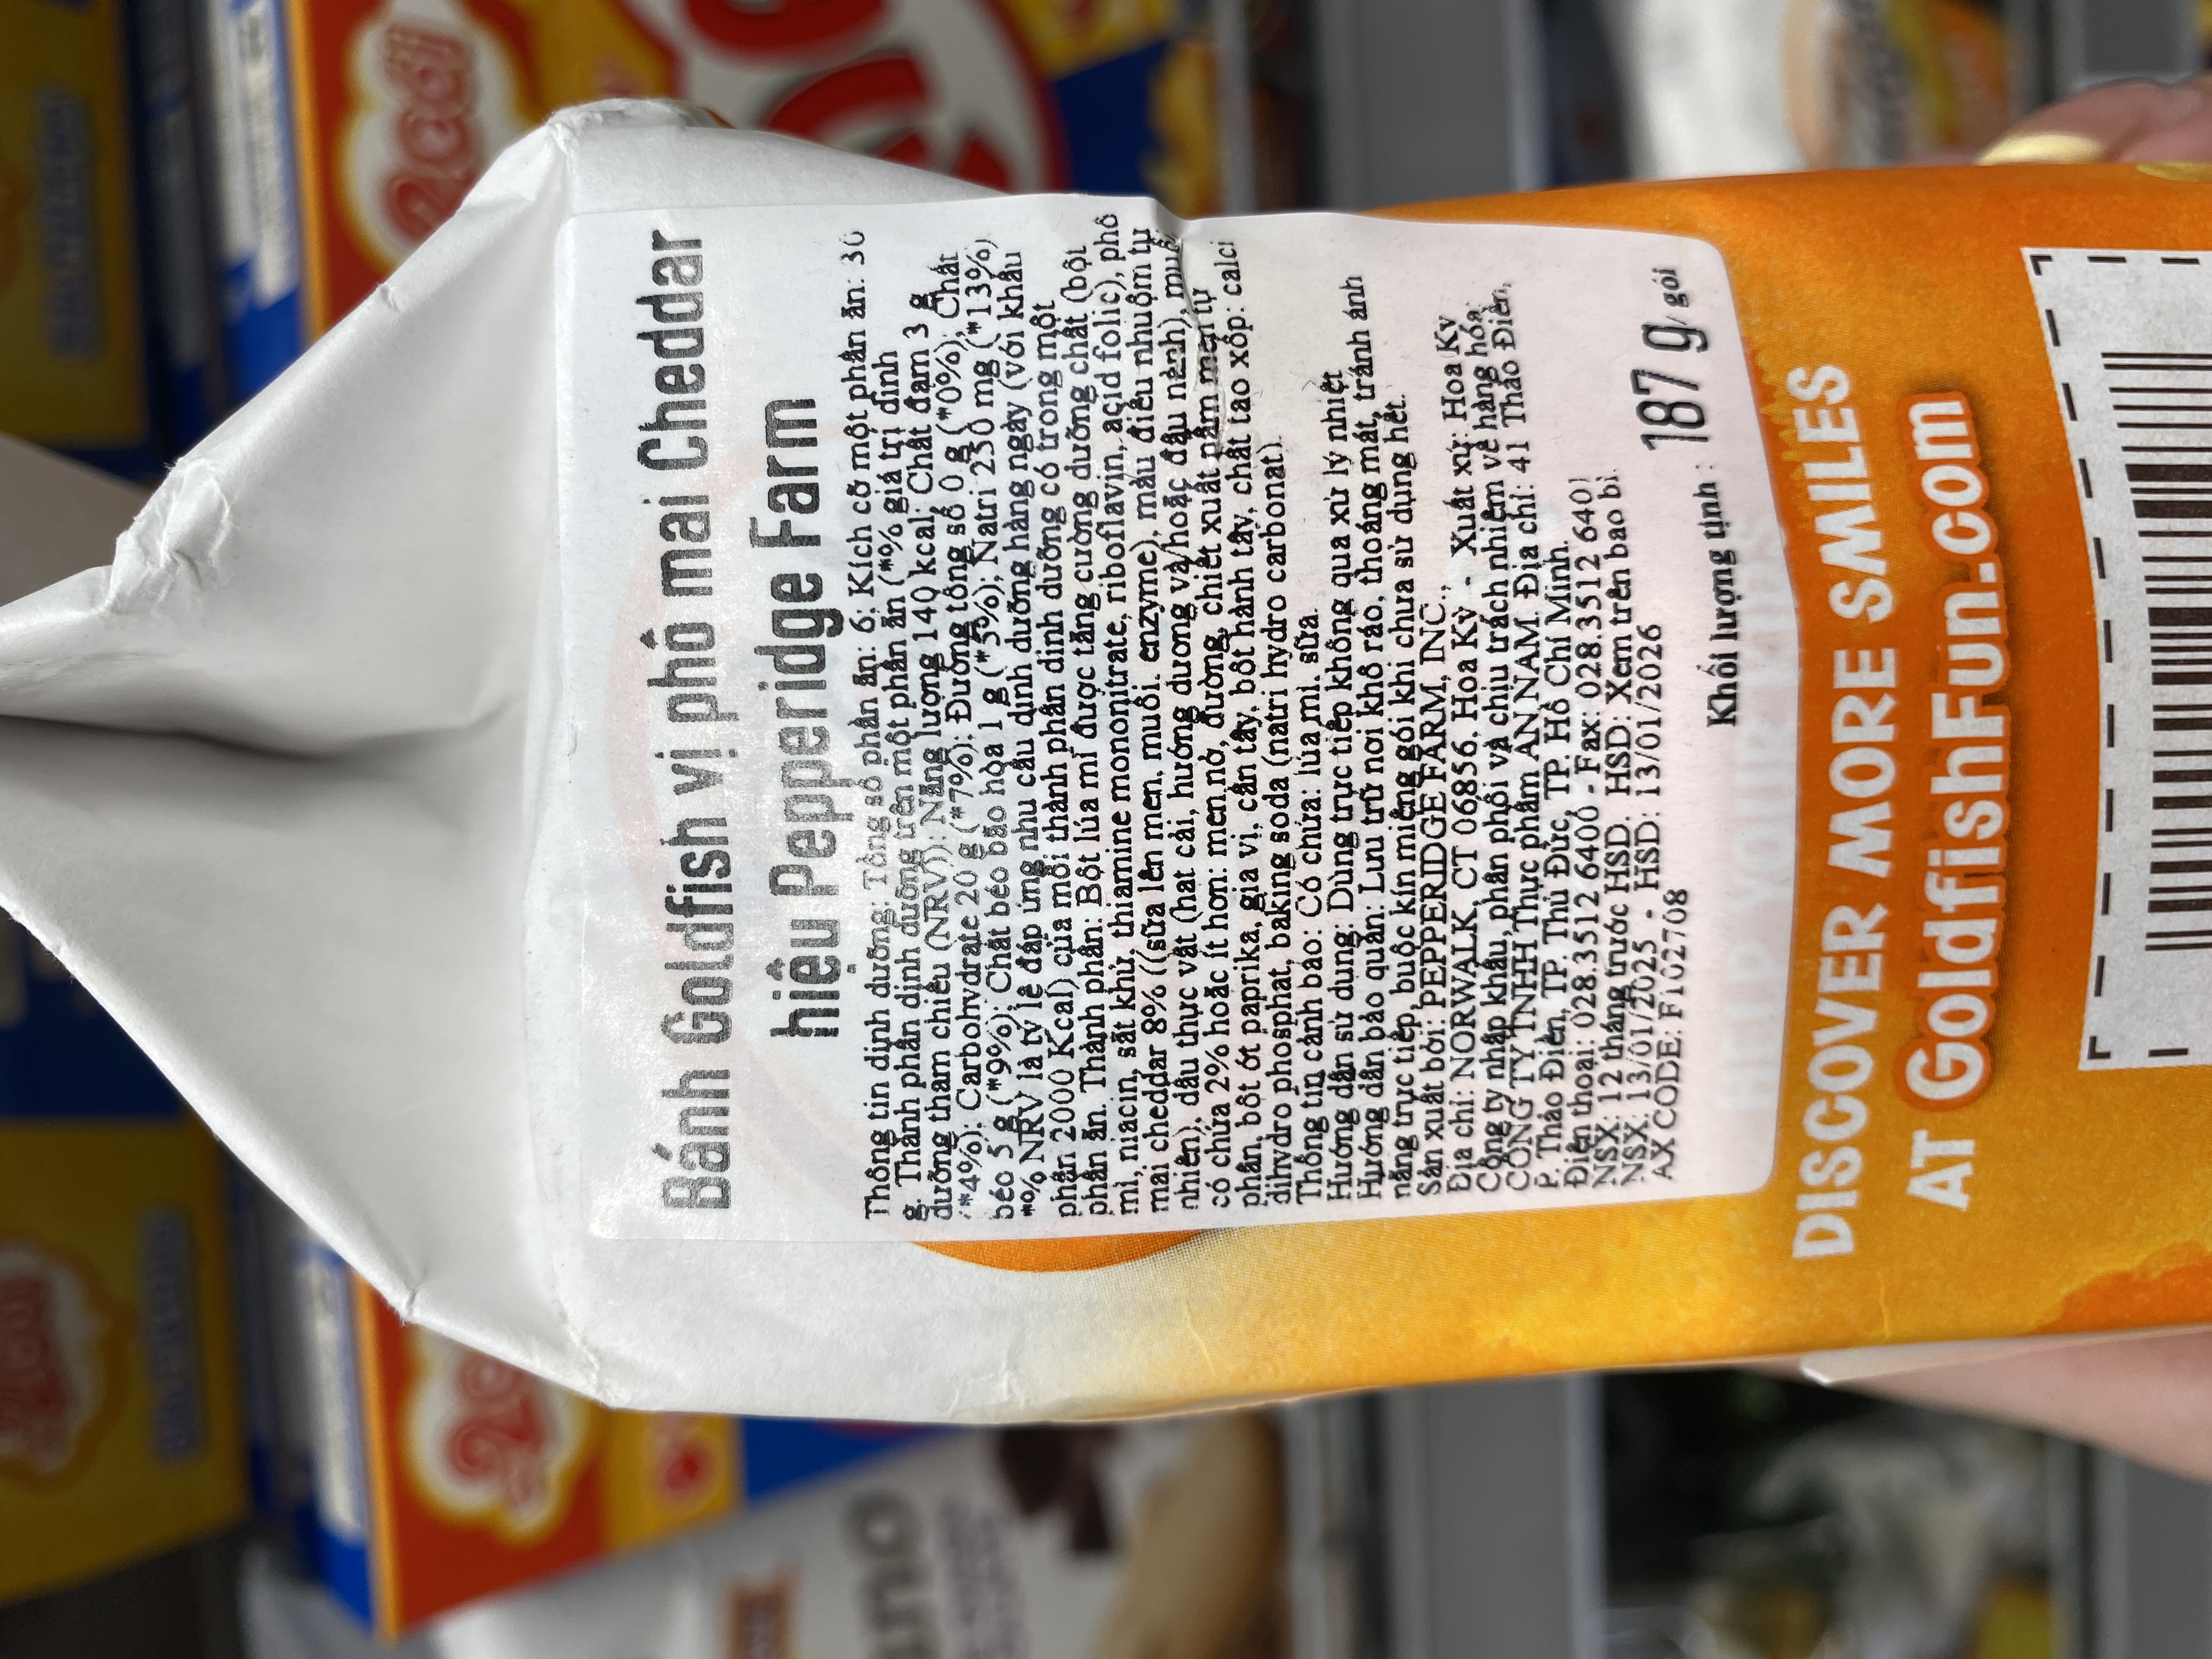 Bánh Goldfish vị phô mai Cheddar
hiệu Pepperidge Farm
Thông tin dinh dưỡng: Tổng số phần ăn: 6; Kích cỡ một phần ăn: 30
g. Thành phần dinh dưỡng trên một phần ăn (*% giá trị dinh
dưỡng tham chiếu (NRV)): Năng lượng 140 kcal; Chất đạm 3 g
(*4%); Carbohydrate 20 g (*7%); Đường tổng số 0 g (*0%); Chất
béo 5 g (*9%); Chất béo bão hòa 1 g (*5%); Natri 250 mg (*13%)
*% NRV là tỷ lệ đáp ứng nhu cầu dinh dưỡng hàng ngày (với khẩu
phần 2000 Kcal) của mỗi thành phần dinh dưỡng có trong một
phần ăn. Thành phần: Bột lúa mì được tăng cường dưỡng chất (bột
mì, niacin, sắt khử, thiamine mononitrate, riboflavin, acid folic), phô
mai cheddar 8% ((sữa lên men, muối, enzyme), màu điều nhuộm tự
nhiên), dầu thực vật (hạt cải, hướng dương và/hoặc đậu nành), muối
có chứa 2% hoặc ít hơn: men nở, đường, chiết xuất nấm men tự
phân, bột ớt paprika, gia vị, cần tây, bột hành tây, chất tạo xốp: calci
dihydro phosphat, baking soda (natri hydro carbonat).
Thông tin cảnh báo: Có chứa: lúa mì, sữa.
Hướng dẫn sử dụng: Dùng trực tiếp không qua xử lý nhiệt
Hướng dẫn bảo quản: Lưu trữ nơi khô ráo, thoáng mát, tránh ánh
nắng trực tiếp, buộc kín miệng gói khi chưa sử dụng hết.
Sản xuất bởi: PEPPERIDGE FARM, INC.,
Địa chỉ: NORWALK, CT 06856, Hoa Kỳ - Xuất xứ: Hoa Kỳ
Công ty nhập khẩu, phân phối và chịu trách nhiệm về hàng hóa:
CÔNG TY TNHH Thực phẩm AN NAM. Địa chỉ: 41 Thảo Điền,
P. Thảo Điền, TP. Thủ Đức, TP. Hồ Chí Minh.
Điện thoại: 028.3512 6400 - Fax: 028.3512 6401
NSX: 12 tháng trước HSD. HSD: Xem trên bao bì.
NSX: 13/01/2025 - HSD: 13/01/2026
AX CODE: F102708
Khối lượng tịnh : 187 g/ gói
HELP YOUR KIDS
DISCOVER MORE SMILES
AT GoldfishFun.com